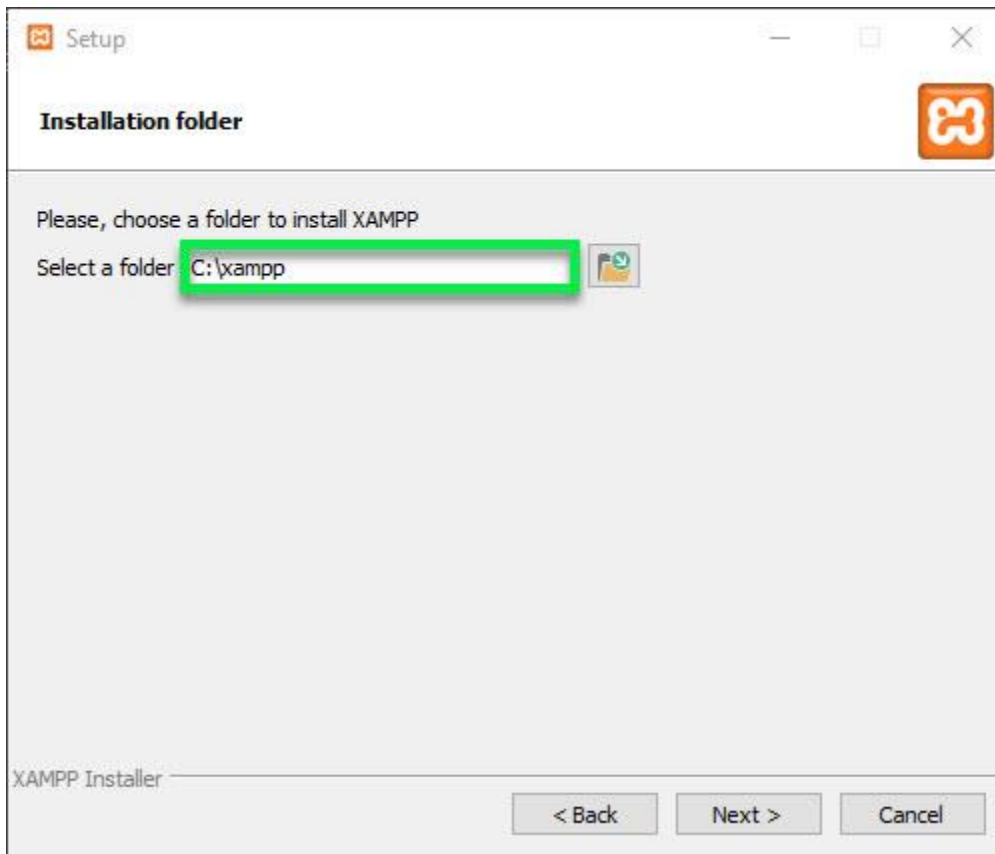 Setup
Installation folder
Please, choose a folder to install XAMPP
Select a folder C:\xampp
XAMPP Installer
< Back Next > Cancel